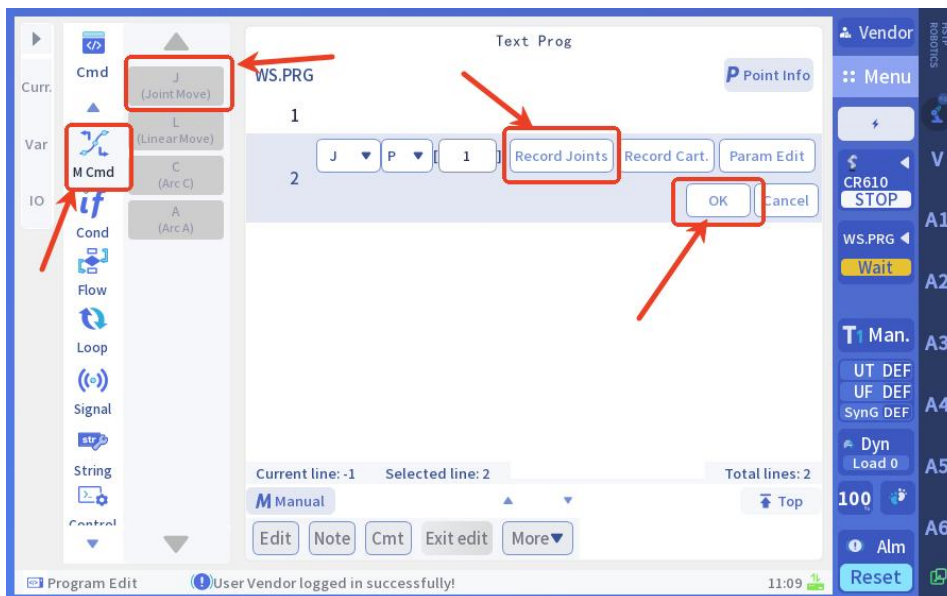 Text Prog
Vendor
HSTP ROBOTICS
Curr.
Var
IO
Cmd
M Cmd
if
Cond
Flow
Loop
Signal
str
String
Control
J
(Joint Move)
L
(Linear Move)
C
(Arc C)
A
(Arc A)
WS.PRG
P Point Info
1
2
J ▼ P ▼ [ 1 ] Record Joints Record Cart. Param Edit
OK Cancel
Current line: -1 Selected line: 2 Total lines: 2
M Manual Top
Edit Note Cmt Exit edit More▼
Menu
CR610
STOP
WS.PRG
Wait
T1 Man.
UT DEF
UF DEF
SynG DEF
Dyn
Load 0
100 %
Alm
Reset
V
A1
A2
A3
A4
A5
A6
Program Edit User Vendor logged in successfully! 11:09